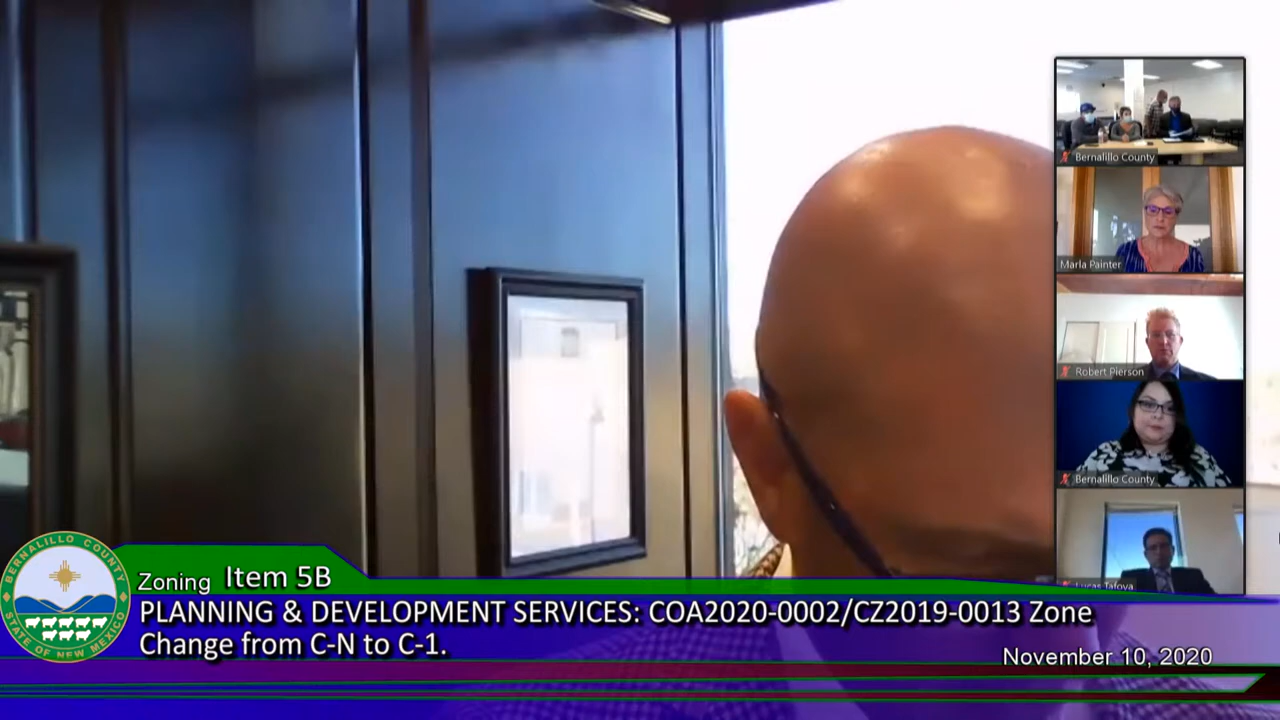 Bernalillo County
Marla Painter
Robert Pierson
Bernalillo County
Lucas Tafoya
BERNALILLO COUNTY
STATE OF NEW MEXICO
Zoning Item 5B
PLANNING & DEVELOPMENT SERVICES: COA2020-0002/CZ2019-0013 Zone
Change from C-N to C-1.
November 10, 2020